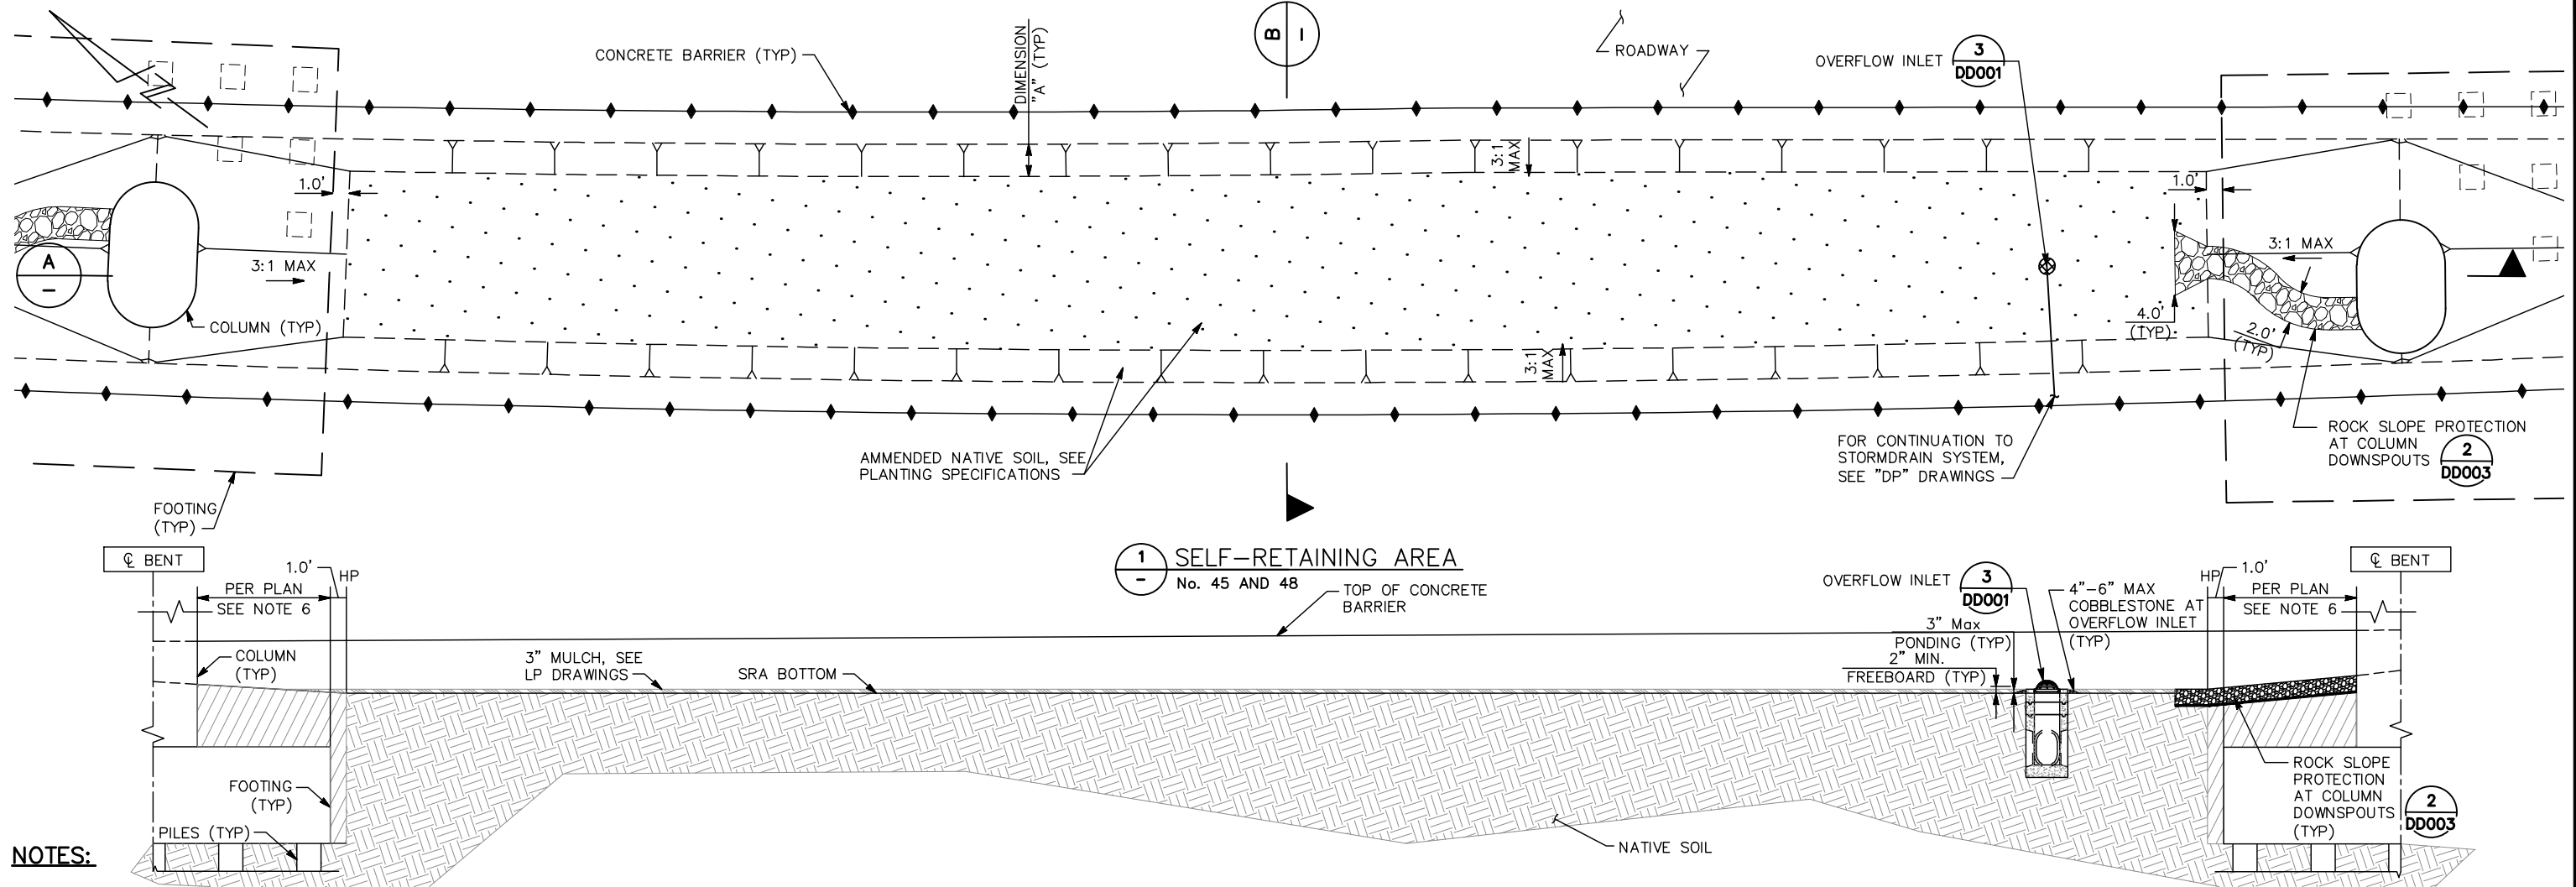 CONCRETE BARRIER (TYP)
DIMENSION
"A" (TYP)
B
—
ROADWAY
OVERFLOW INLET
3
DD001
1.0'
3:1
MAX
1.0'
A
–
3:1 MAX
COLUMN (TYP)
3:1 MAX
4.0'
(TYP)
2.0'
(TYP)
3:1
MAX
AMMENDED NATIVE SOIL, SEE
PLANTING SPECIFICATIONS
FOR CONTINUATION TO
STORMDRAIN SYSTEM,
SEE "DP" DRAWINGS
ROCK SLOPE PROTECTION
AT COLUMN
DOWNSPOUTS
2
DD003
FOOTING
(TYP)
1
–
SELF-RETAINING AREA
No. 45 AND 48
℄ BENT
1.0'
HP
PER PLAN
SEE NOTE 6
TOP OF CONCRETE
BARRIER
OVERFLOW INLET
3
DD001
4"-6" MAX
COBBLESTONE AT
OVERFLOW INLET
(TYP)
℄ BENT
HP
1.0'
PER PLAN
SEE NOTE 6
COLUMN
(TYP)
3" MULCH, SEE
LP DRAWINGS
SRA BOTTOM
3" Max
PONDING (TYP)
2" MIN.
FREEBOARD (TYP)
FOOTING
(TYP)
PILES (TYP)
NATIVE SOIL
ROCK SLOPE
PROTECTION
AT COLUMN
DOWNSPOUTS
(TYP)
2
DD003
NOTES: